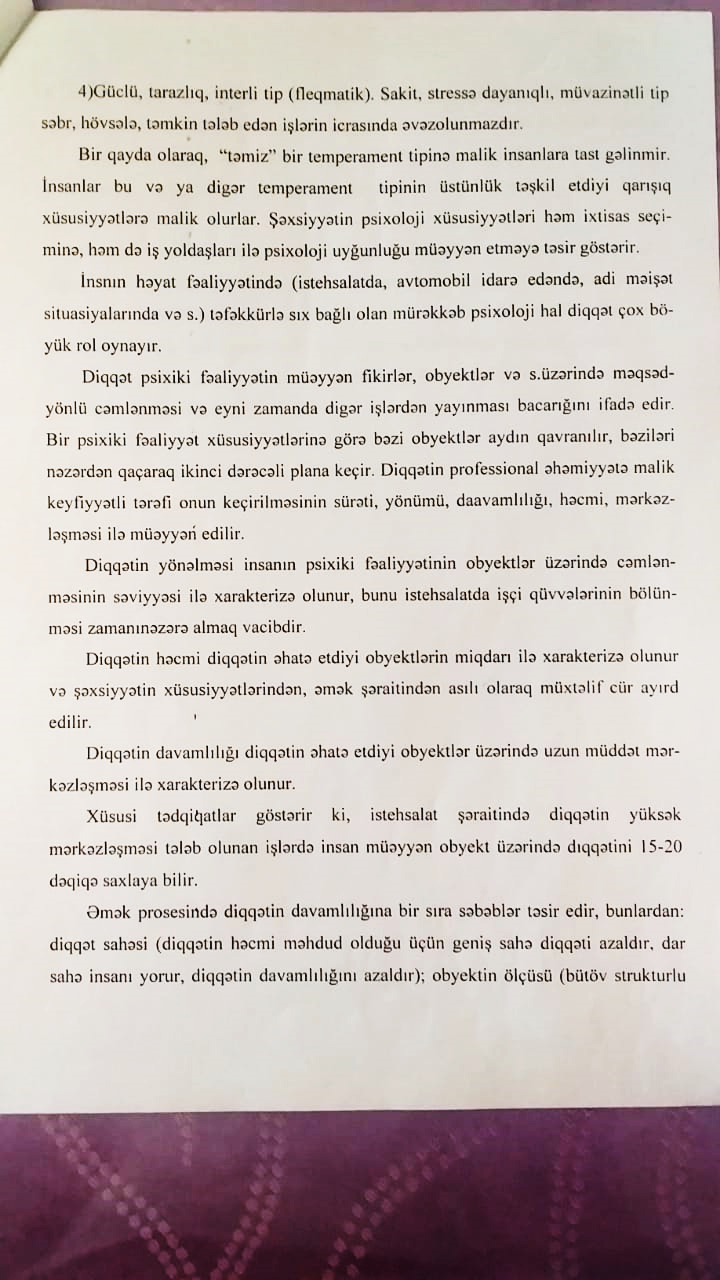 4)Güclü, tarazlıq, interli tip (fleqmatik). Sakit, stressə dayanıqlı, müvazinətli tip
səbr, hövsələ, təmkin tələb edən işlərin icrasında əvəzolunmazdır.
Bir qayda olaraq, “təmiz” bir temperament tipinə malik insanlara tast gəlinmir.
İnsanlar bu və ya digər temperament tipinin üstünlük təşkil etdiyi qarışıq
xüsusiyyətlərə malik olurlar. Şəxsiyyətin psixoloji xüsusiyyətləri həm ixtisas seçi-
minə, həm də iş yoldaşları ilə psixoloji uyğunluğu müəyyən etməyə təsir göstərir.
İnsnın həyat fəaliyyətində (istehsalatda, avtomobil idarə edəndə, adi məişət
situasiyalarında və s.) təfəkkürlə sıx bağlı olan mürəkkəb psixoloji hal diqqət çox bö-
yük rol oynayır.
Diqqət psixiki fəaliyyətin müəyyən fikirlər, obyektlər və s.üzərində məqsəd-
yönlü cəmlənməsi və eyni zamanda digər işlərdən yayınması bacarığını ifadə edir.
Bir psixiki fəaliyyət xüsusiyyətlərinə görə bəzi obyektlər aydın qavranılır, bəziləri
nəzərdən qaçaraq ikinci dərəcəli plana keçir. Diqqətin professional əhəmiyyətə malik
keyfiyyətli tərəfi onun keçirilməsinin sürəti, yönümü, daavamlılığı, həcmi, mərkəz-
ləşməsi ilə müəyyən edilir.
Diqqətin yönəlməsi insanın psixiki fəaliyyətinin obyektlər üzərində cəmlən-
məsinin səviyyəsi ilə xarakterizə olunur, bunu istehsalatda işçi qüvvələrinin bölün-
məsi zamanınəzərə almaq vacibdir.
Diqqətin həcmi diqqətin əhatə etdiyi obyektlərin miqdarı ilə xarakterizə olunur
və şəxsiyyətin xüsusiyyətlərindən, əmək şəraitindən asılı olaraq müxtəlif cür ayırd
edilir.
Diqqətin davamlılığı diqqətin əhatə etdiyi obyektlər üzərində uzun müddət mər-
kəzləşməsi ilə xarakterizə olunur.
Xüsusi tədqiqatlar göstərir ki, istehsalat şəraitində diqqətin yüksək
mərkəzləşməsi tələb olunan işlərdə insan müəyyən obyekt üzərində dıqqətini 15-20
dəqiqə saxlaya bilir.
Əmək prosesində diqqətin davamlılığına bir sıra səbəblər təsir edir, bunlardan:
diqqət sahəsi (diqqətin həcmi məhdud olduğu üçün geniş sahə diqqəti azaldır, dar
sahə insanı yorur, diqqətin davamlılığını azaldır); obyektin ölçüsü (bütöv strukturlu